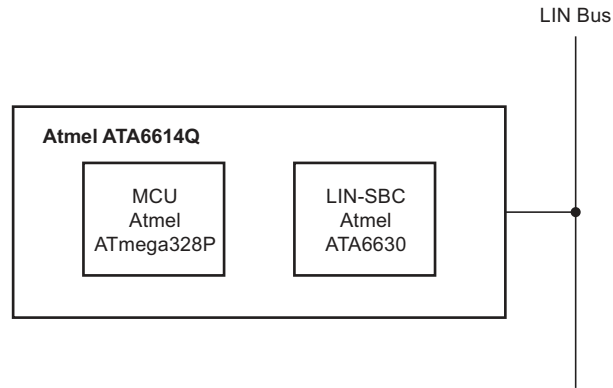 LIN Bus
Atmel ATA6614Q
MCU
Atmel
ATmega328P
LIN-SBC
Atmel
ATA6630